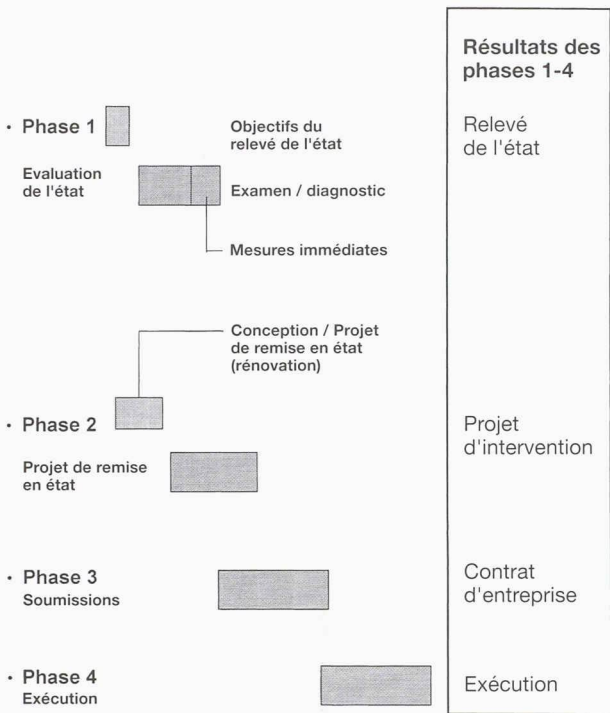 Résultats des
phases 1-4
• Phase 1
Objectifs du
relevé de l'état
Relevé
de l'état
Evaluation
de l'état
Examen / diagnostic
Mesures immédiates
Conception / Projet
de remise en état
(rénovation)
• Phase 2
Projet
d'intervention
Projet de remise
en état
• Phase 3
Soumissions
Contrat
d'entreprise
• Phase 4
Exécution
Exécution